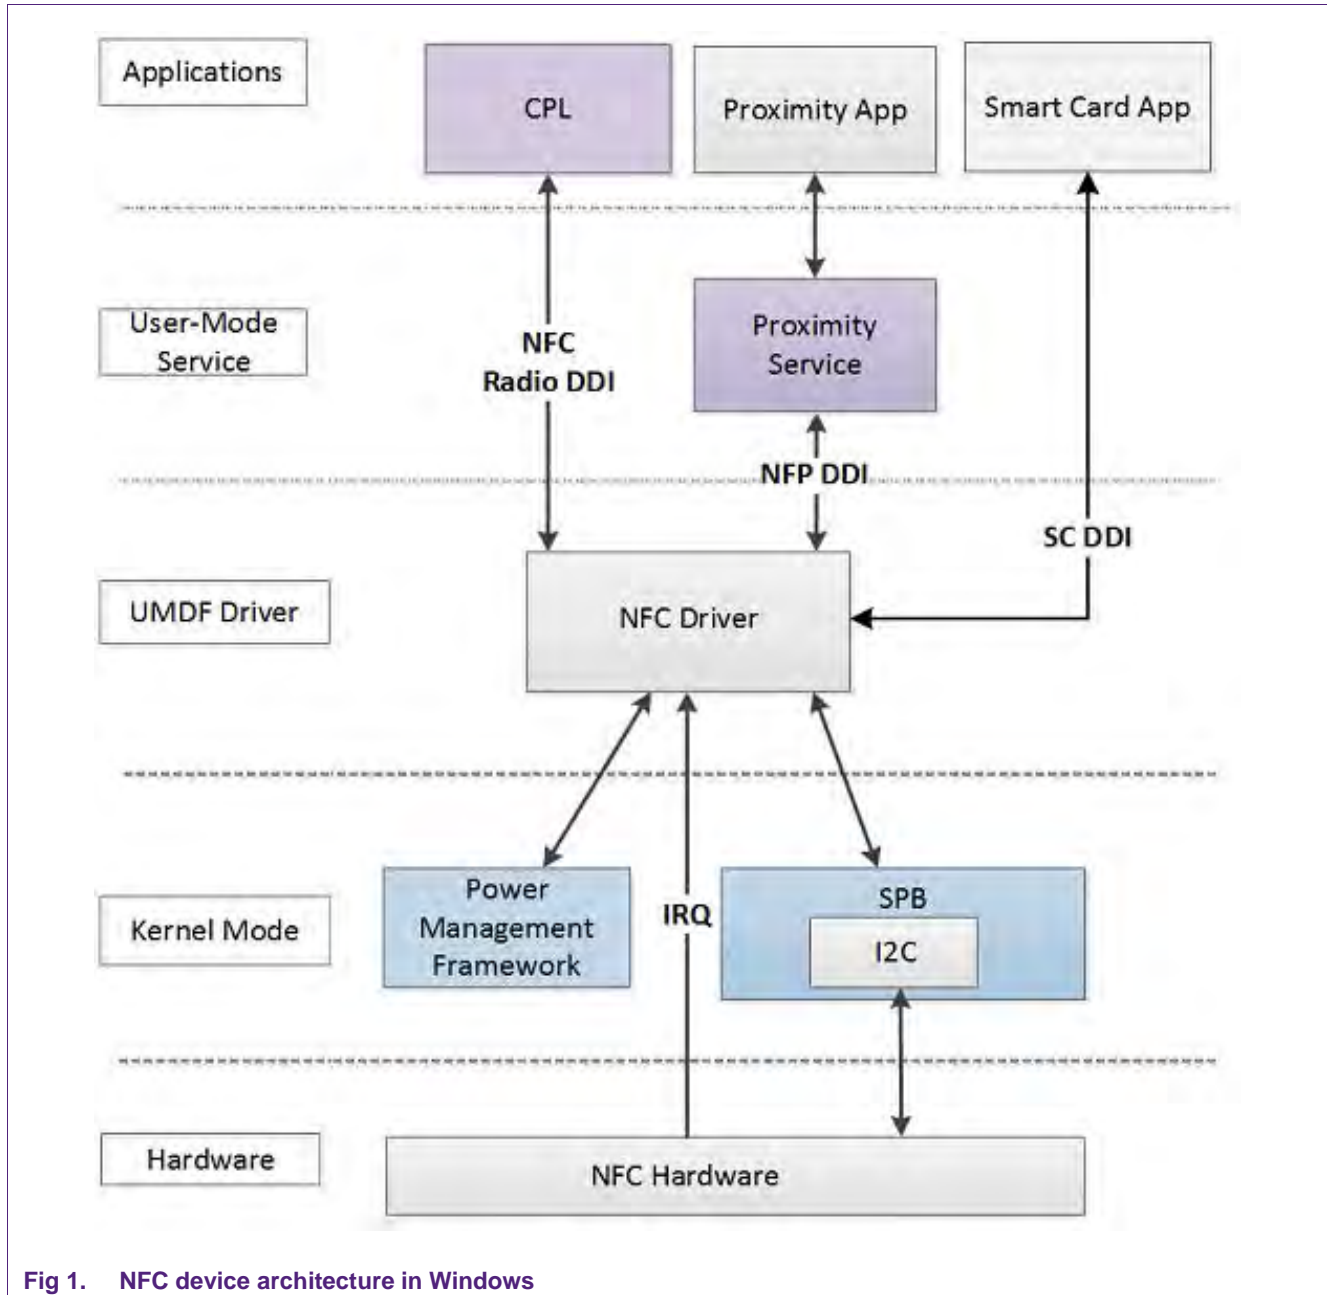 Applications
CPL
Proximity App
Smart Card App
User-Mode
Service
NFC
Radio DDI
Proximity
Service
NFP DDI
SC DDI
UMDF Driver
NFC Driver
Kernel Mode
Power
Management
Framework
IRQ
SPB
I2C
Hardware
NFC Hardware
Fig 1. NFC device architecture in Windows